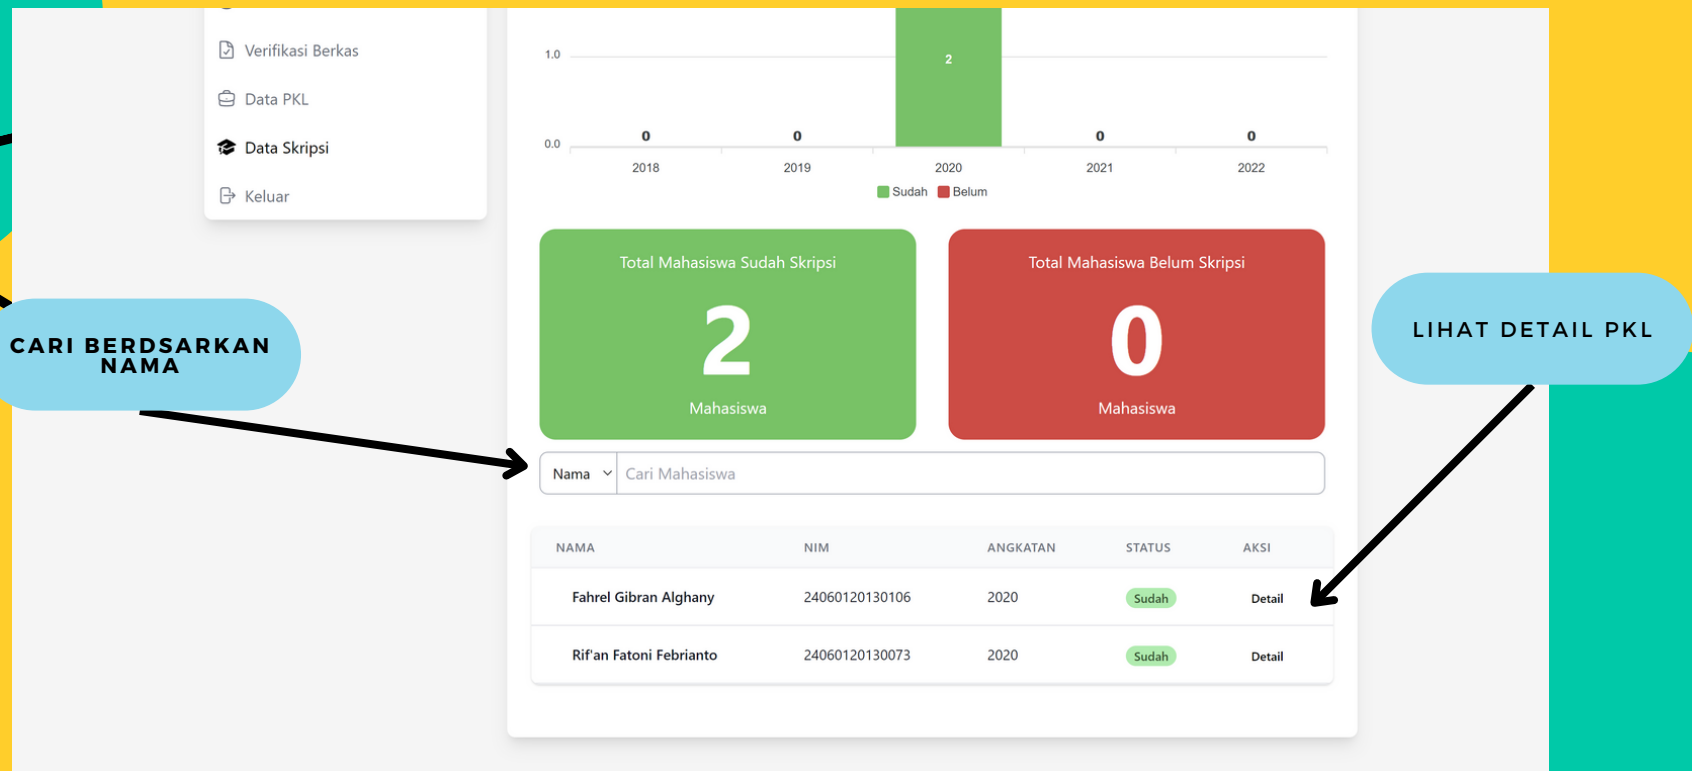 Verifikasi Berkas
Data PKL
Data Skripsi
Keluar
1.0
2
0.0
0 0 0 0
2018 2019 2020 2021 2022
Sudah Belum
Total Mahasiswa Sudah Skripsi
2
Mahasiswa
Total Mahasiswa Belum Skripsi
0
Mahasiswa
CARI BERDSARKAN
NAMA
LIHAT DETAIL PKL
Nama Cari Mahasiswa
NAMA NIM ANGKATAN STATUS AKSI
Fahrel Gibran Alghany 24060120130106 2020 Sudah Detail
Rif'an Fatoni Febrianto 24060120130073 2020 Sudah Detail